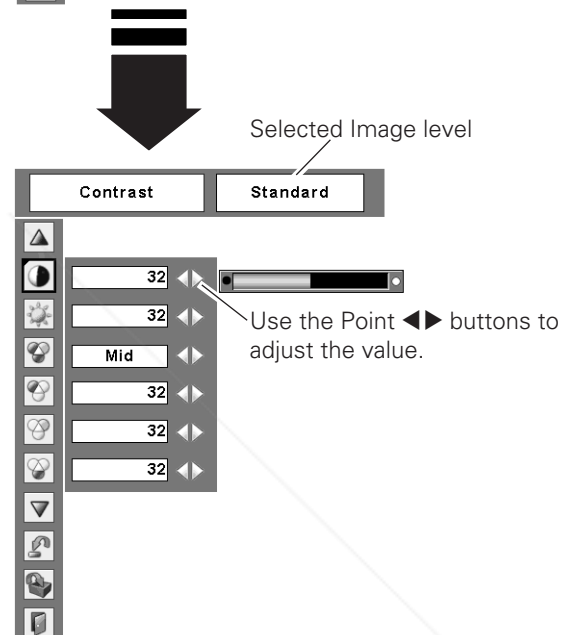 Selected Image level
Contrast Standard
32
32
Use the Point ◀▶ buttons to
adjust the value.
Mid
32
32
32